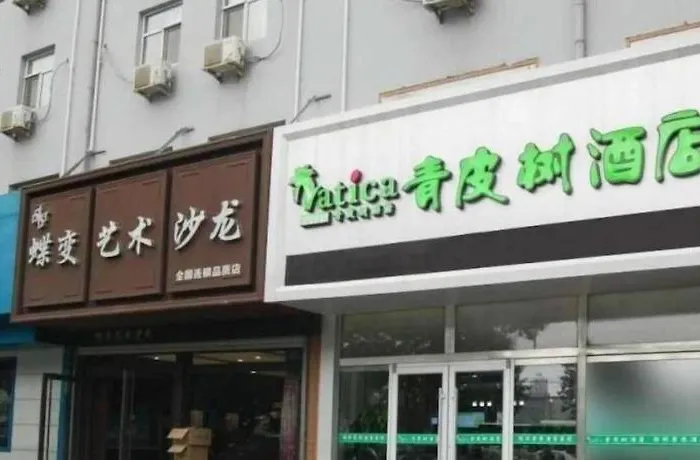 蝶变 艺术 沙龙
全国连锁品质店
Vatica 青皮树酒店